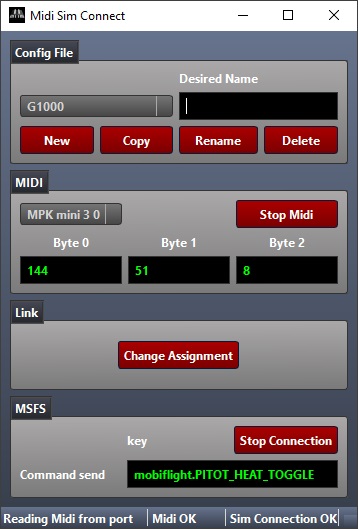 Midi Sim Connect
Config File
Desired Name
G1000
New Copy Rename Delete
MIDI
MPK mini 3 0 Stop Midi
Byte 0 Byte 1 Byte 2
144 51 8
Link
Change Assignment
MSFS
key Stop Connection
Command send mobiflight.PITOT_HEAT_TOGGLE
Reading Midi from port Midi OK Sim Connection OK